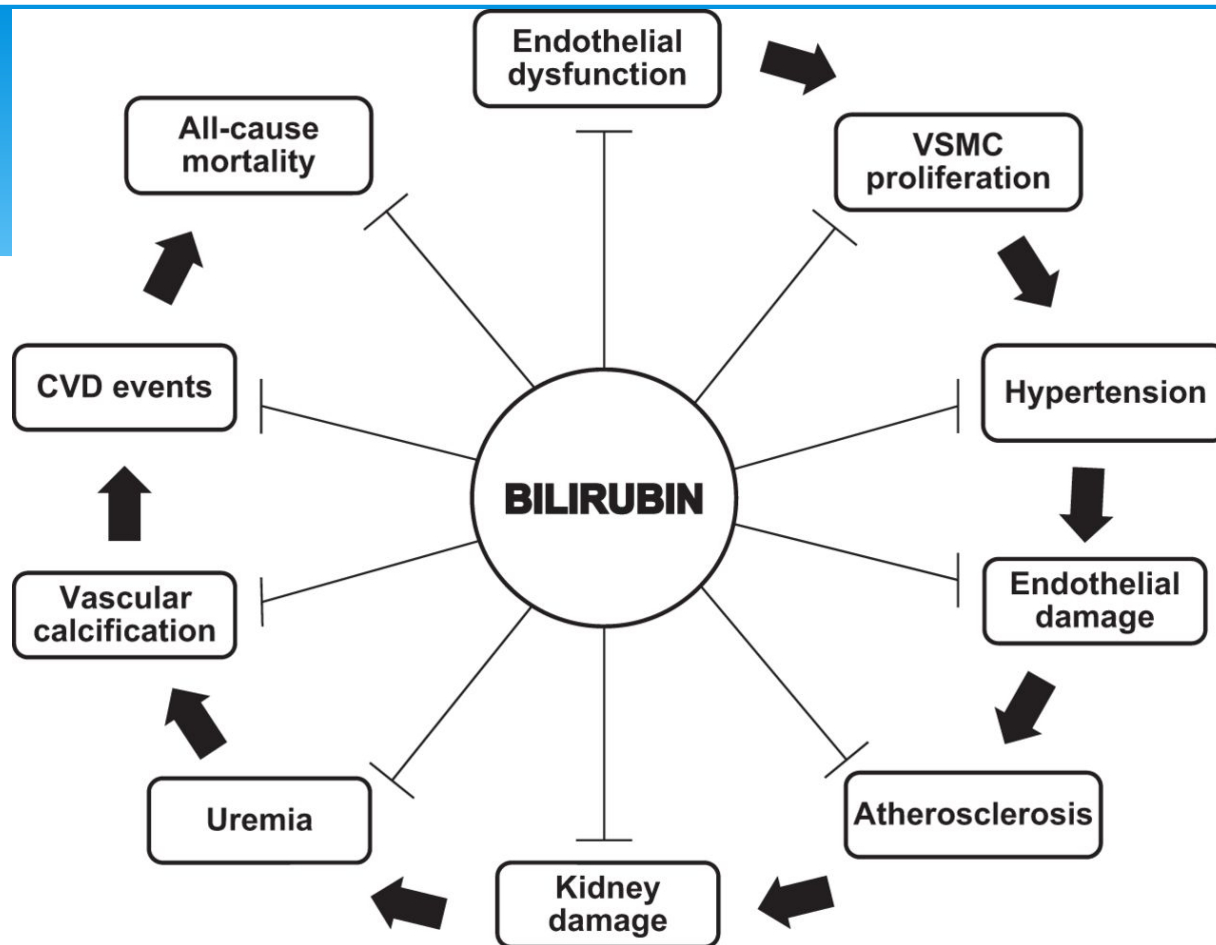 Endothelial
dysfunction
VSMC
proliferation
Hypertension
Endothelial
damage
Atherosclerosis
Kidney
damage
Uremia
Vascular
calcification
CVD events
All-cause
mortality
BILIRUBIN